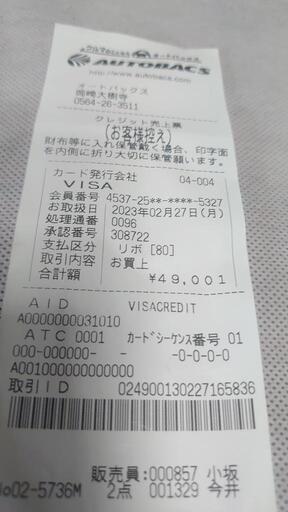 AUTOBACS
http://www.autobacs.com
オートバックス
岡崎大樹寺
0564-26-3511
クレジット売上票
(お客様控え)
財布等に入れ保管戴く場合、印字面
を内側に折り大切に保管願います。
カード発行会社 04-004
VISA
会員番号 4537-25**-****-5327
お取扱日 2023年02月27日(月)
処理通番 0096
承認番号 308722
支払区分 リボ [80]
取引内容 お買上
合計額 ¥49,001
AID VISACREDIT
A0000000031010
ATC 0001 カードシーケンス番号 01
000-000000- -0-0-0-0
A001000000000000
取引ID 024900130227165836
販売員:000857 小坂
No02-5736M 2点 001329 今井